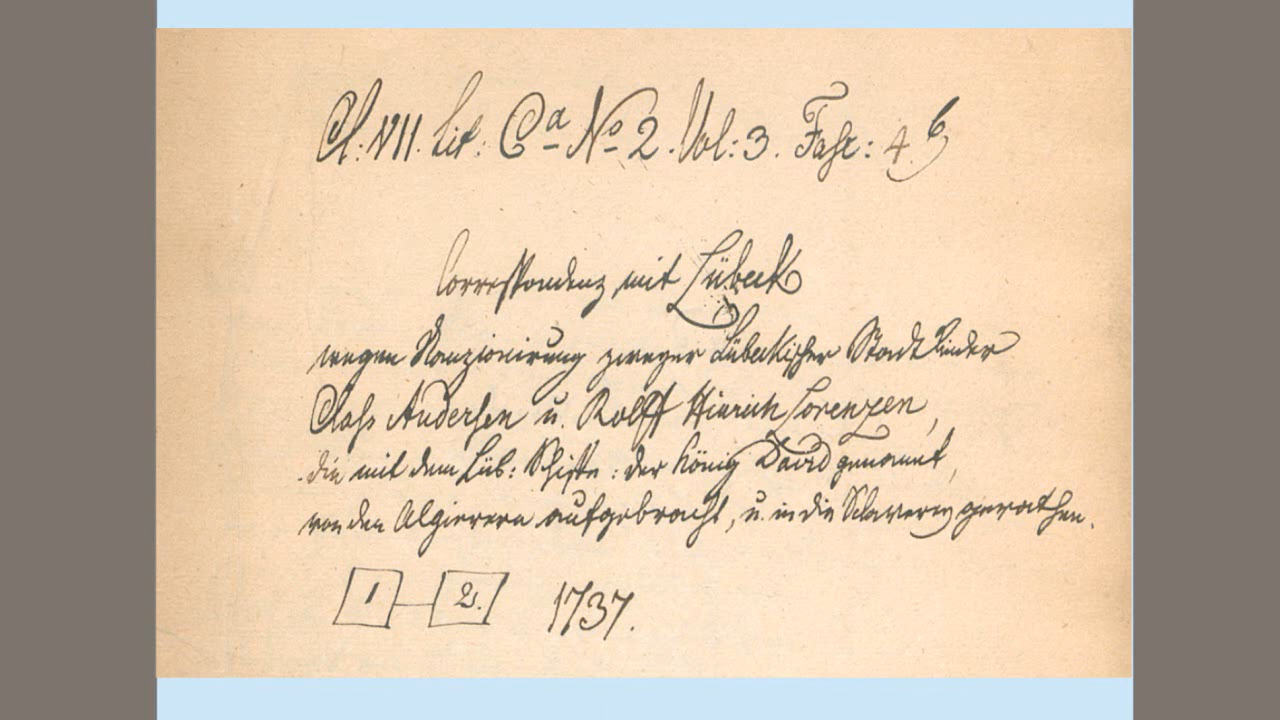 Cl: VII. Lit: Cª No 2. Vol: 3. Fasc: 4.b
Correspondenz mit Lübeck
wegen Ranzionirung zweyer Lübeckischer Stadtkinder
Claſs Andersen u. Rolff Hinrich Lorenzen,
die mit dem Lüb: Schiffe: der König David genannt,
von den Algierern aufgebracht, u. in die Sclaverey gerathen.
1 — 2. 1737.